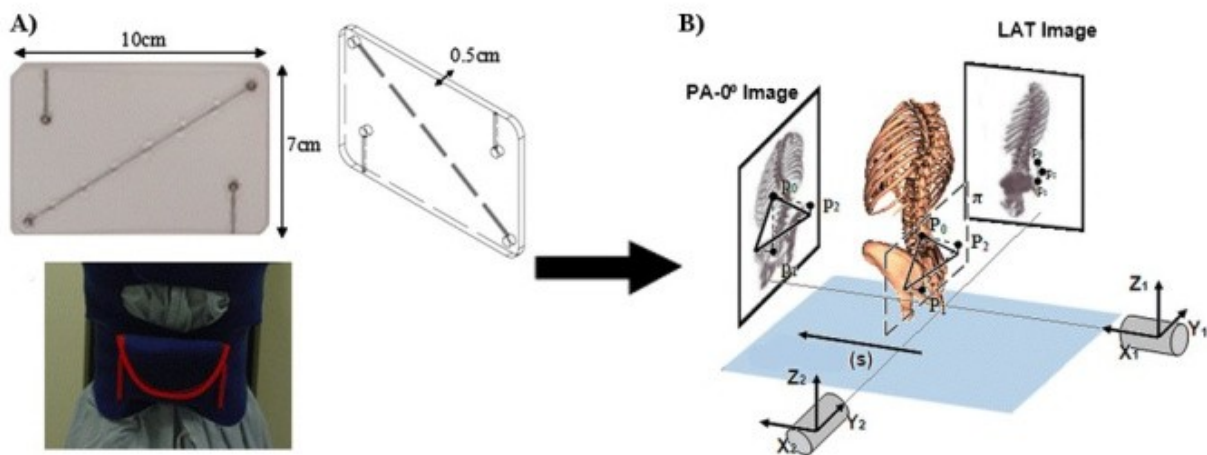 A)
10cm
7cm
0.5cm
B)
LAT Image
PA-0º Image
P0
P2
P1
P0
P2
P1
π
(s)
Z1
Y1
X1
Z2
Y2
X2